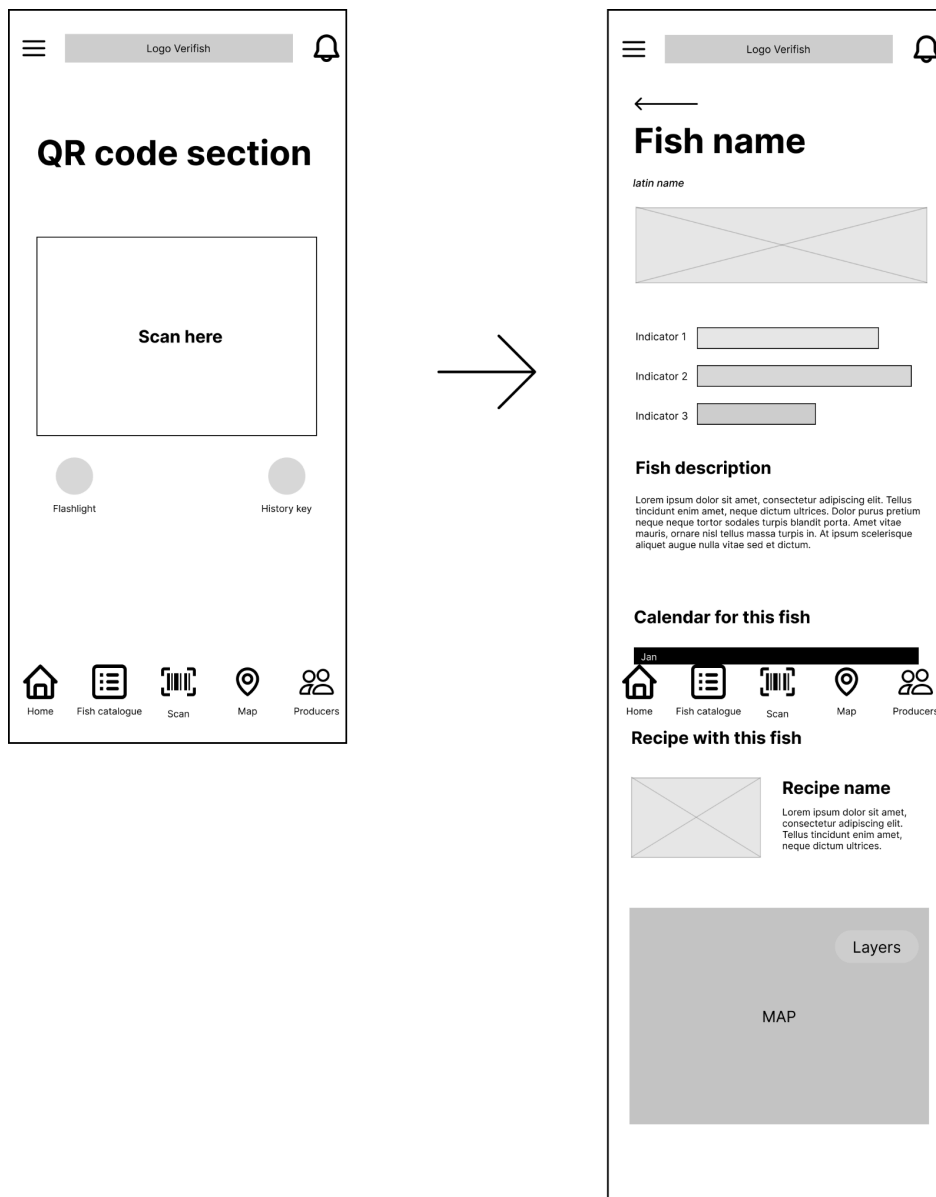 Logo Verifish
QR code section
Scan here
Flashlight
History key
Home
Fish catalogue
Scan
Map
Producers
Logo Verifish
Fish name
latin name
Indicator 1
Indicator 2
Indicator 3
Fish description
Lorem ipsum dolor sit amet, consectetur adipiscing elit. Tellus
tincidunt enim amet, neque dictum ultrices. Dolor purus pretium
neque neque tortor sodales turpis blandit porta. Amet vitae
mauris, ornare nisl tellus massa turpis in. At ipsum scelerisque
aliquet augue nulla vitae sed et dictum.
Calendar for this fish
Jan
Home
Fish catalogue
Scan
Map
Producers
Recipe with this fish
Recipe name
Lorem ipsum dolor sit amet,
consectetur adipiscing elit.
Tellus tincidunt enim amet,
neque dictum ultrices.
Layers
MAP